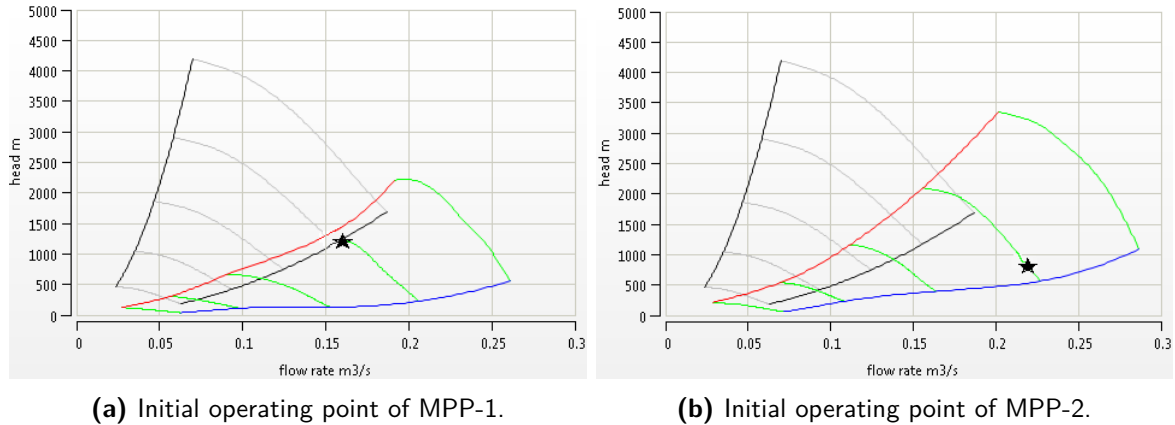 5000
4500
4000
3500
3000
2500
2000
1500
1000
500
0
head m
0 0.05 0.1 0.15 0.2 0.25 0.3
flow rate m3/s
(a) Initial operating point of MPP-1.
5000
4500
4000
3500
3000
2500
2000
1500
1000
500
0
head m
0 0.05 0.1 0.15 0.2 0.25 0.3
flow rate m3/s
(b) Initial operating point of MPP-2.